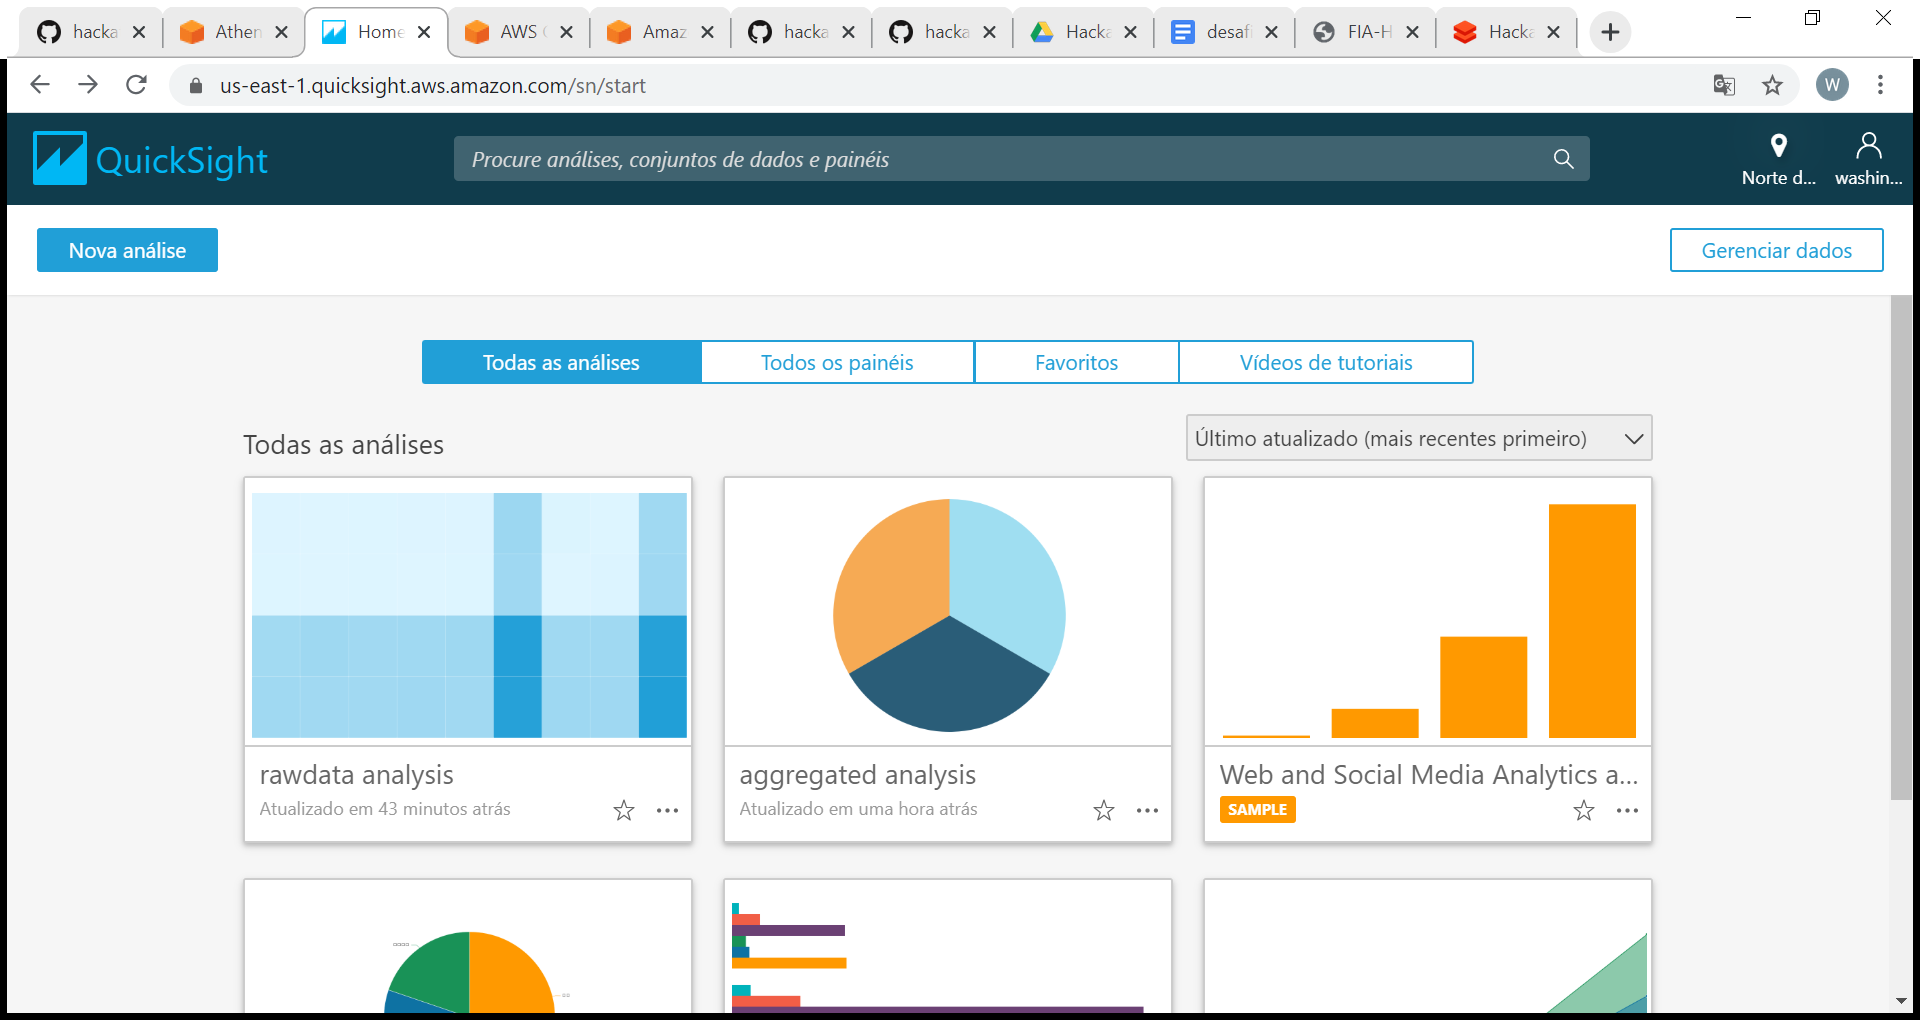 hacka
Athen
Home
AWS
Amaz
hacka
hacka
Hacka
desafi
FIA-H
Hacka
us-east-1.quicksight.aws.amazon.com/sn/start
W
QuickSight
Procure análises, conjuntos de dados e painéis
Norte d...
washin...
Nova análise
Gerenciar dados
Todas as análises
Todos os painéis
Favoritos
Vídeos de tutoriais
Todas as análises
Último atualizado (mais recentes primeiro)
rawdata analysis
Atualizado em 43 minutos atrás
aggregated analysis
Atualizado em uma hora atrás
Web and Social Media Analytics a...
SAMPLE